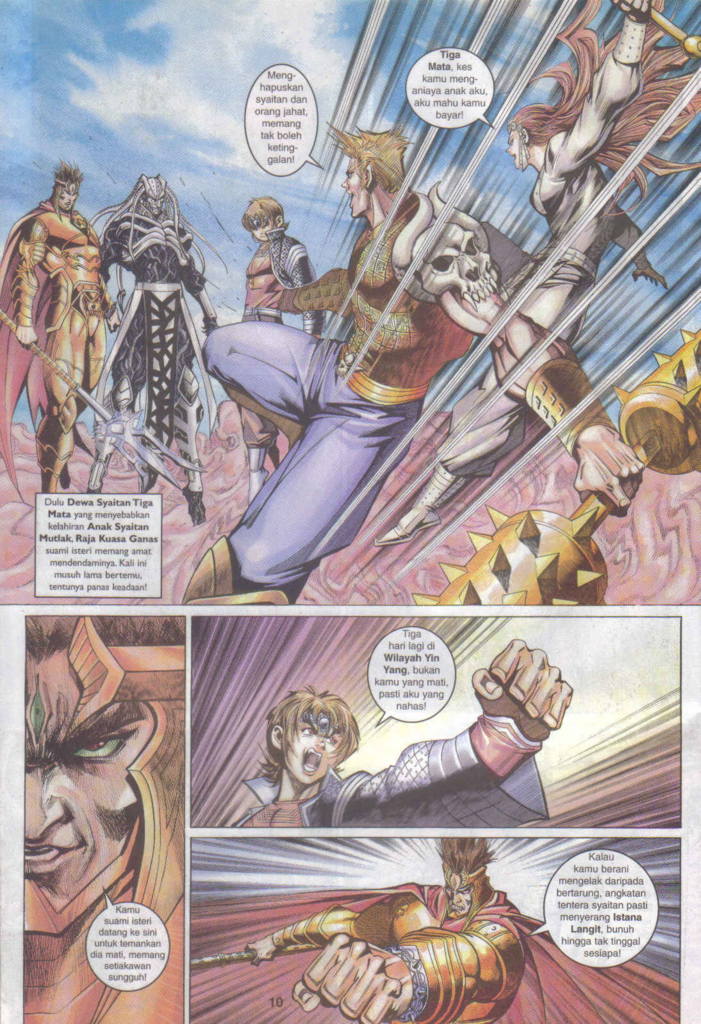 Meng-
hapuskan
syaitan dan
orang jahat,
memang
tak boleh
keting-
galan!
Tiga
Mata, kes
kamu meng-
aniaya anak aku,
aku mahu kamu
bayar!
Dulu Dewa Syaitan Tiga
Mata yang menyebabkan
kelahiran Anak Syaitan
Mutlak, Raja Kuasa Ganas
suami isteri memang amat
mendendaminya. Kali ini
musuh lama bertemu,
tentunya panas keadaan!
Kamu
suami isteri
datang ke sini
untuk temankan
dia mati, memang
setiakawan
sungguh!
Tiga
hari lagi di
Wilayah Yin
Yang, bukan
kamu yang mati,
pasti aku yang
nahas!
Kalau
kamu berani
mengelak daripada
bertarung, angkatan
tentera syaitan pasti
menyerang Istana
Langit, bunuh
hingga tak tinggal
sesiapa!
10